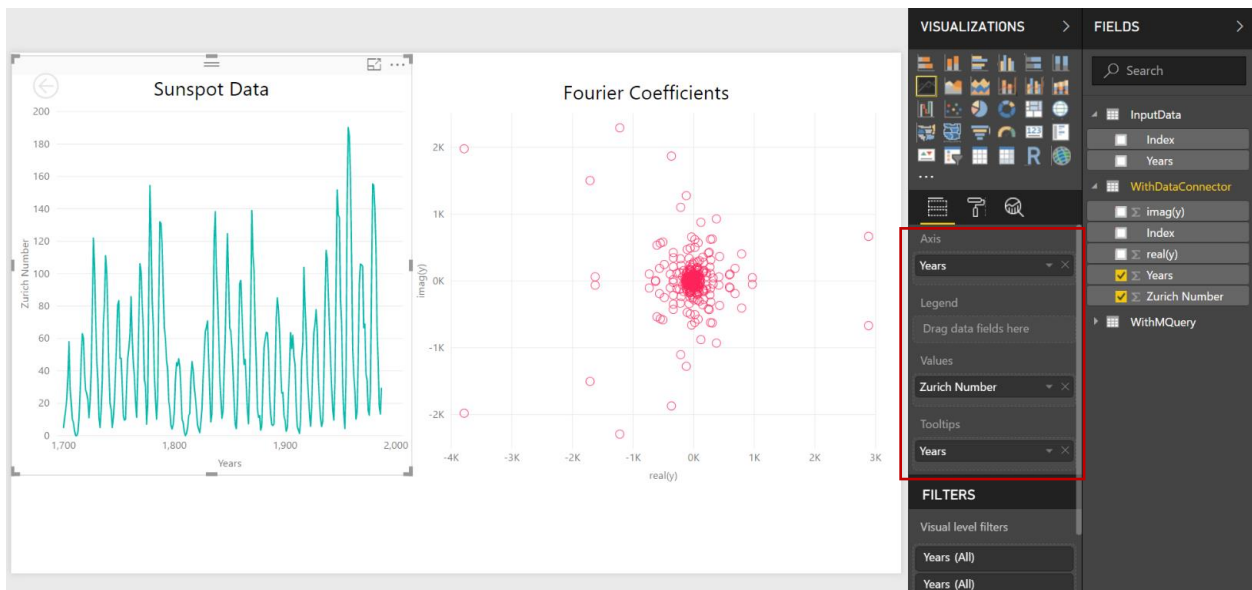 Sunspot Data
200
180
160
140
120
100
80
60
40
20
0
Zurich Number
1,700
1,800
1,900
2,000
Years
Fourier Coefficients
2K
1K
0K
-1K
-2K
imag(y)
-4K
-3K
-2K
-1K
0K
1K
2K
3K
real(y)
VISUALIZATIONS >
123
R
...
Axis
Years
Legend
Drag data fields here
Values
Zurich Number
Tooltips
Years
FILTERS
Visual level filters
Years (All)
Years (All)
FIELDS >
Search
InputData
Index
Years
WithDataConnector
∑ imag(y)
Index
∑ real(y)
∑ Years
∑ Zurich Number
WithMQuery